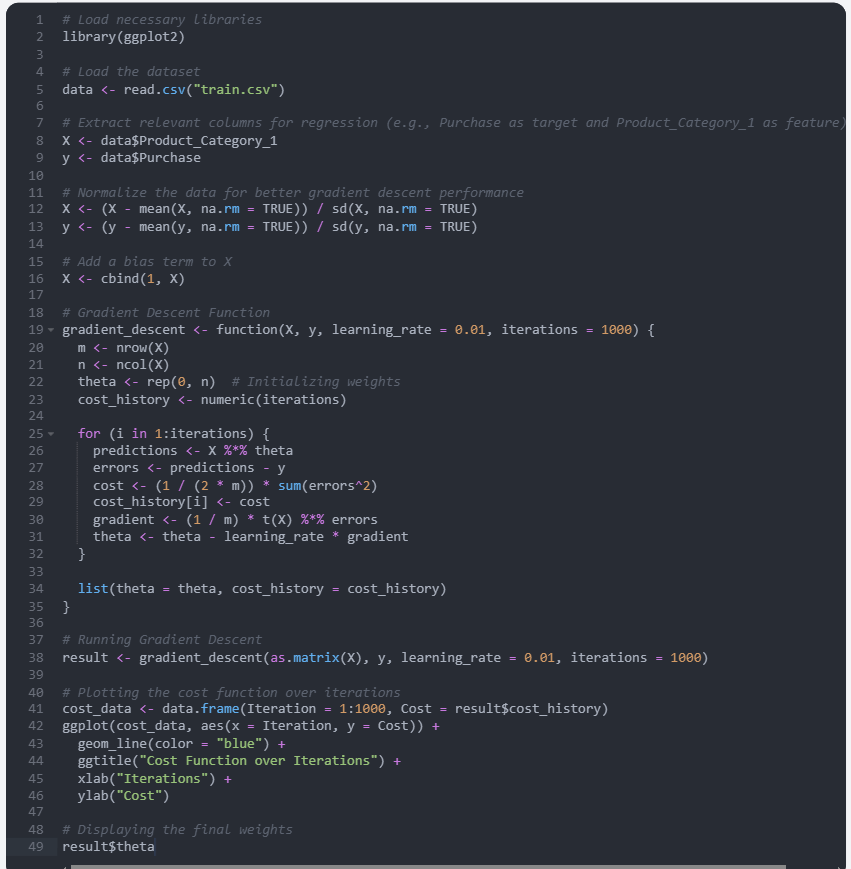 1 # Load necessary libraries
2 library(ggplot2)
3
4 # Load the dataset
5 data <- read.csv("train.csv")
6
7 # Extract relevant columns for regression (e.g., Purchase as target and Product_Category_1 as feature)
8 X <- data$Product_Category_1
9 y <- data$Purchase
10
11 # Normalize the data for better gradient descent performance
12 X <- (X - mean(X, na.rm = TRUE)) / sd(X, na.rm = TRUE)
13 y <- (y - mean(y, na.rm = TRUE)) / sd(y, na.rm = TRUE)
14
15 # Add a bias term to X
16 X <- cbind(1, X)
17
18 # Gradient Descent Function
19 gradient_descent <- function(X, y, learning_rate = 0.01, iterations = 1000) {
20   m <- nrow(X)
21   n <- ncol(X)
22   theta <- rep(0, n)  # Initializing weights
23   cost_history <- numeric(iterations)
24
25   for (i in 1:iterations) {
26     predictions <- X %*% theta
27     errors <- predictions - y
28     cost <- (1 / (2 * m)) * sum(errors^2)
29     cost_history[i] <- cost
30     gradient <- (1 / m) * t(X) %*% errors
31     theta <- theta - learning_rate * gradient
32   }
33
34   list(theta = theta, cost_history = cost_history)
35 }
36
37 # Running Gradient Descent
38 result <- gradient_descent(as.matrix(X), y, learning_rate = 0.01, iterations = 1000)
39
40 # Plotting the cost function over iterations
41 cost_data <- data.frame(Iteration = 1:1000, Cost = result$cost_history)
42 ggplot(cost_data, aes(x = Iteration, y = Cost)) +
43   geom_line(color = "blue") +
44   ggtitle("Cost Function over Iterations") +
45   xlab("Iterations") +
46   ylab("Cost")
47
48 # Displaying the final weights
49 result$theta